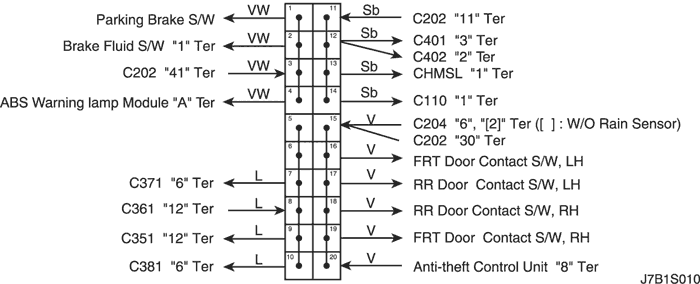 Parking Brake S/W VW 1 11 Sb C202 "11" Ter
Brake Fluid S/W "1" Ter VW 2 12 Sb C401 "3" Ter
C402 "2" Ter
C202 "41" Ter VW 3 13 Sb CHMSL "1" Ter
ABS Warning lamp Module "A" Ter VW 4 14 Sb C110 "1" Ter
5 15 V C204 "6", "[2]" Ter ([ ] : W/O Rain Sensor)
C202 "30" Ter
6 16 V FRT Door Contact S/W, LH
C371 "6" Ter L 7 17 V RR Door Contact S/W, LH
C361 "12" Ter L 8 18 V RR Door Contact S/W, RH
C351 "12" Ter L 9 19 V FRT Door Contact S/W, RH
C381 "6" Ter L 10 20 V Anti-theft Control Unit "8" Ter
J7B1S010